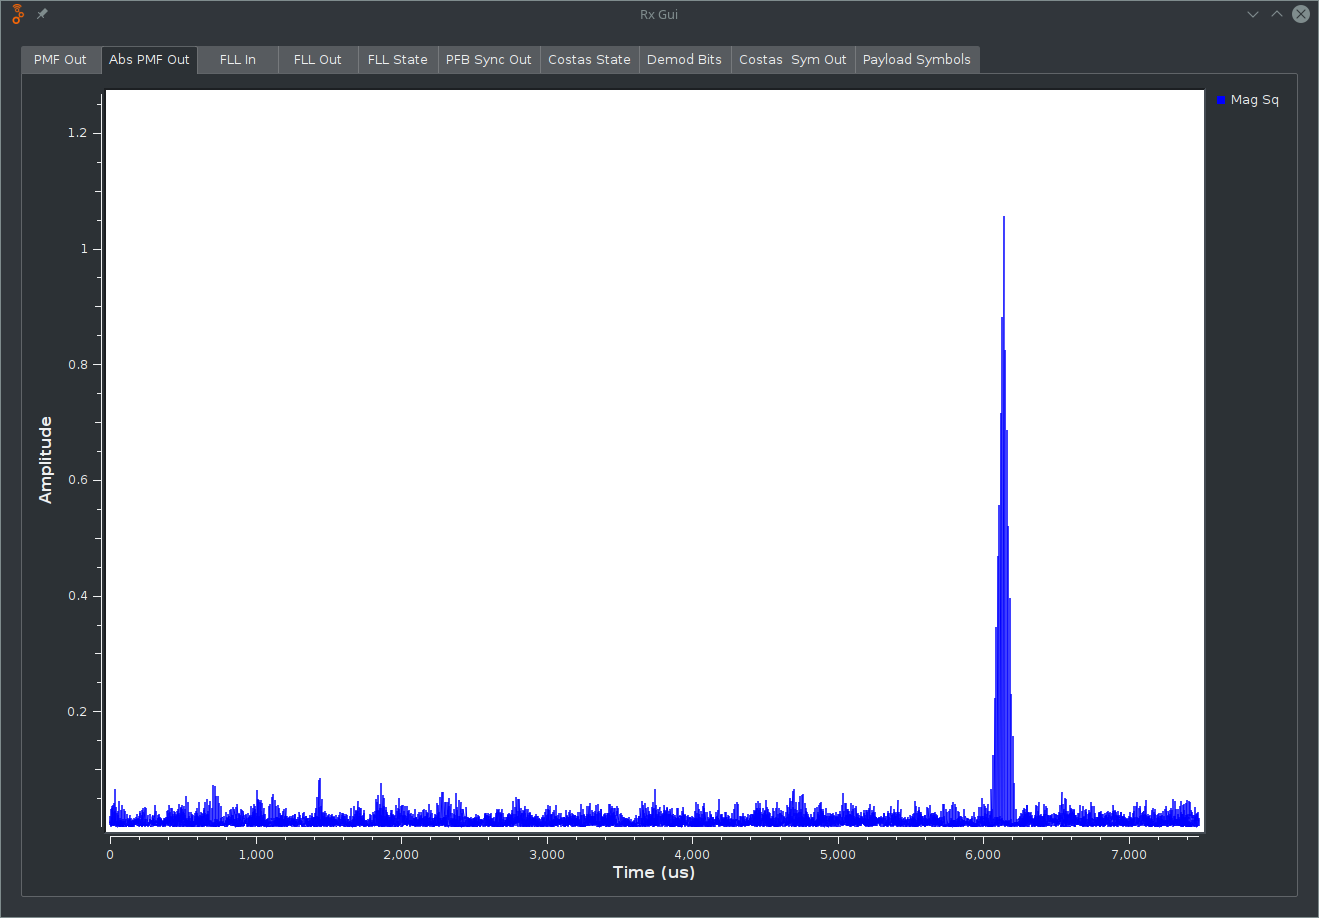 Rx Gui
PMF Out Abs PMF Out FLL In FLL Out FLL State PFB Sync Out Costas State Demod Bits Costas Sym Out Payload Symbols
Mag Sq
1.2
1
0.8
0.6
0.4
0.2
Amplitude
0 1,000 2,000 3,000 4,000 5,000 6,000 7,000
Time (us)